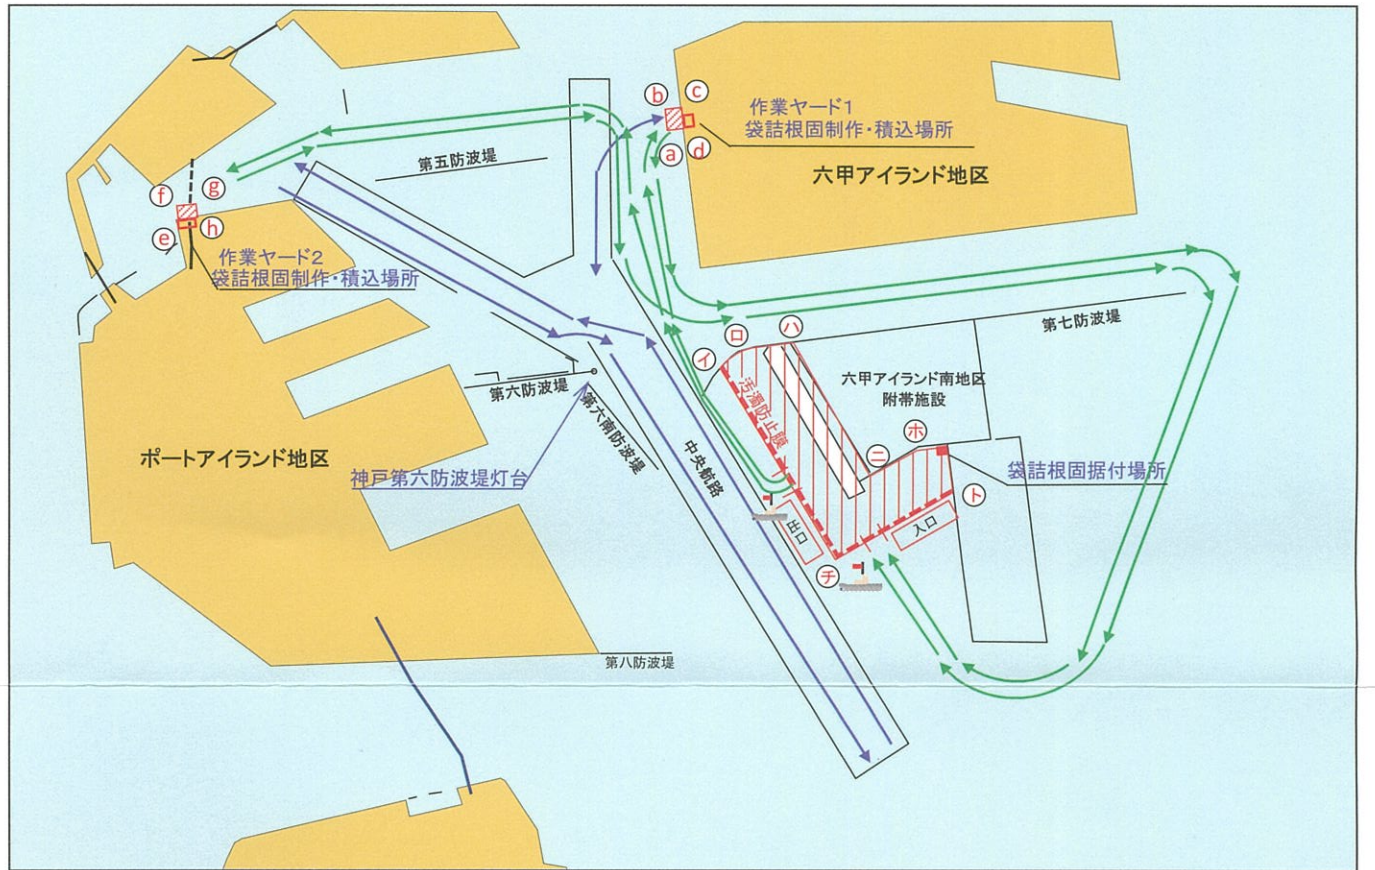 b
c
作業ヤード1
袋詰根固制作・積込場所
a
d
第五防波堤
六甲アイランド地区
f
g
e
h
作業ヤード2
袋詰根固制作・積込場所
第七防波堤
ロ
ハ
イ
六甲アイランド南地区
附帯施設
汚濁防止膜
第六防波堤
第六南防波堤
中央航路
ホ
ニ
袋詰根固据付場所
ト
ポートアイランド地区
神戸第六防波堤灯台
出口
入口
チ
第八防波堤